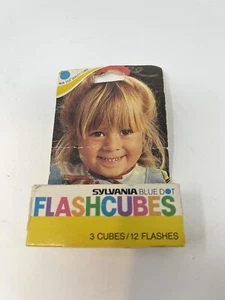 SYLVANIA BLUE DOT
FLASHCUBES
3 CUBES/12 FLASHES